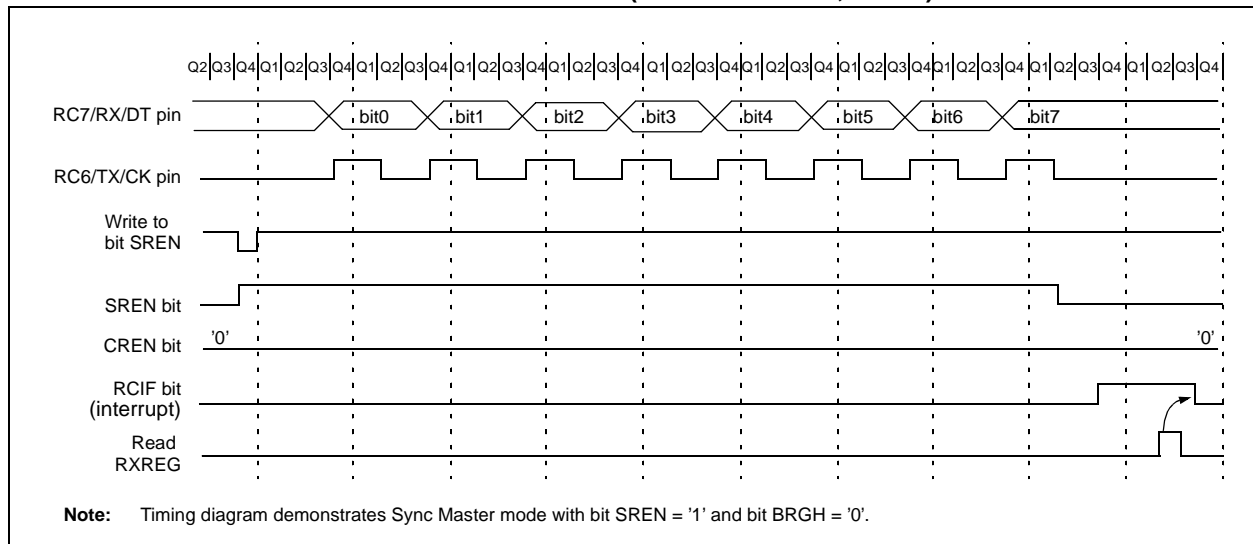 Q2 Q3 Q4 Q1 Q2 Q3 Q4 Q1 Q2 Q3 Q4 Q1 Q2 Q3 Q4 Q1 Q2 Q3 Q4 Q1 Q2 Q3 Q4 Q1 Q2 Q3 Q4 Q1 Q2 Q3 Q4 Q1 Q2 Q3 Q4 Q1 Q2 Q3 Q4 Q1 Q2 Q3 Q4
RC7/RX/DT pin bit0 bit1 bit2 bit3 bit4 bit5 bit6 bit7
RC6/TX/CK pin
Write to
bit SREN
SREN bit
CREN bit '0' '0'
RCIF bit
(interrupt)
Read
RXREG
Note: Timing diagram demonstrates Sync Master mode with bit SREN = '1' and bit BRGH = '0'.